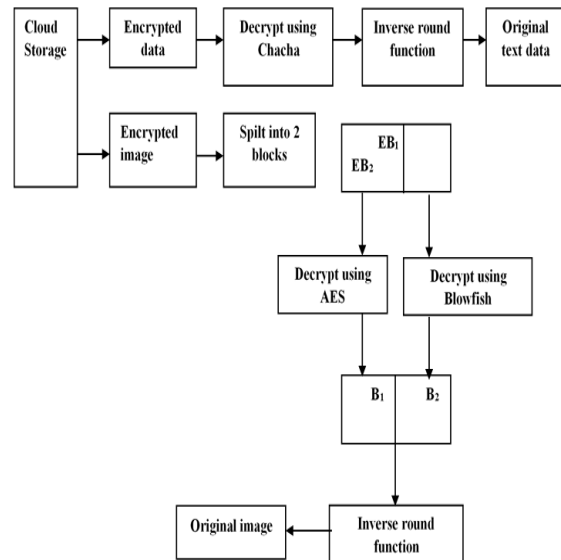 Cloud
Storage
Encrypted
data
Decrypt using
Chacha
Inverse round
function
Original
text data
Encrypted
image
Spilt into 2
blocks
EB₁
EB₂
Decrypt using
AES
Decrypt using
Blowfish
B₁
B₂
Original image
Inverse round
function